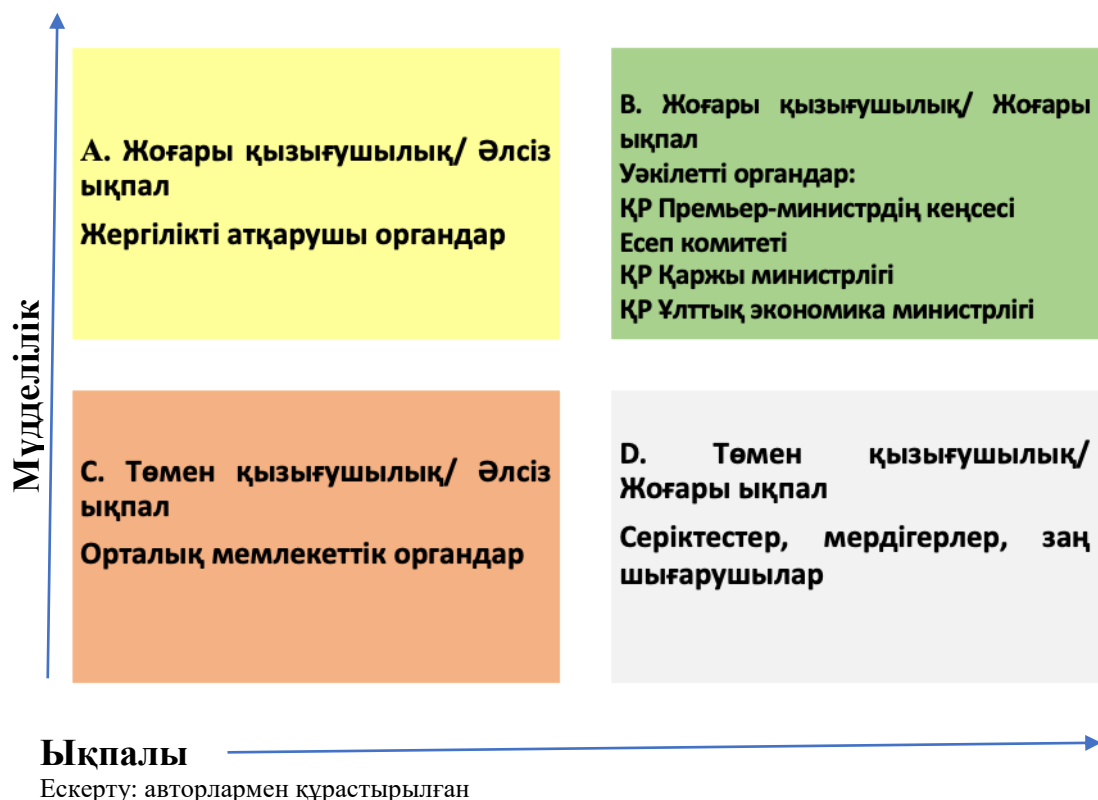 А. Жоғары қызығушылық/ Әлсіз
ықпал
Жергілікті атқарушы органдар
В. Жоғары қызығушылық/ Жоғары
ықпал
Уәкілетті органдар:
ҚР Премьер-министрдің кеңсесі
Есеп комитеті
ҚР Қаржы министрлігі
ҚР Ұлттық экономика министрлігі
Мүдделілік
С. Төмен қызығушылық/ Әлсіз
ықпал
Орталық мемлекеттік органдар
D. Төмен қызығушылық/
Жоғары ықпал
Серіктестер, мердігерлер, заң
шығарушылар
Ықпалы
Ескерту: авторлармен құрастырылған